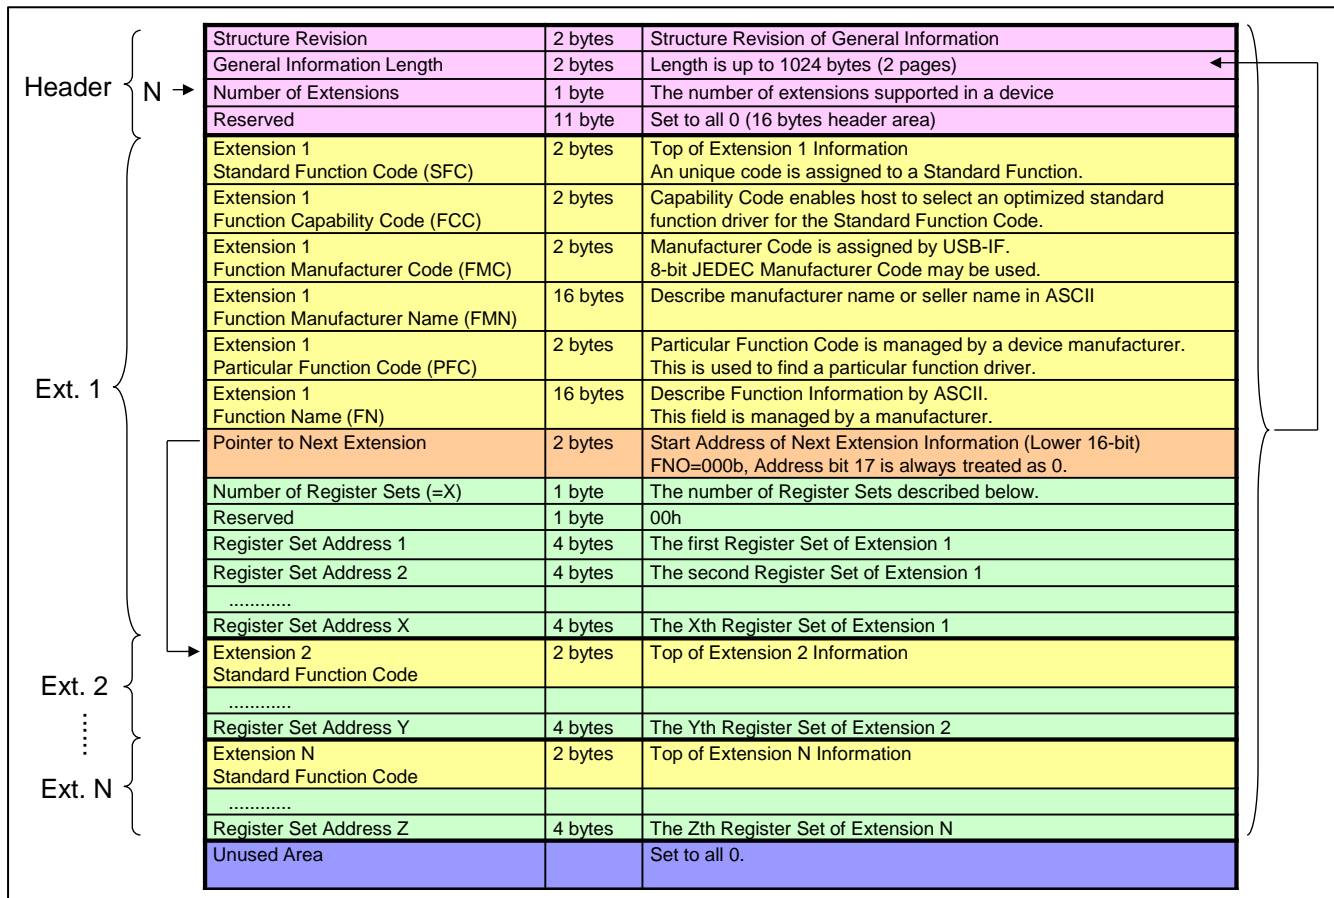 Structure Revision 2 bytes Structure Revision of General Information
General Information Length 2 bytes Length is up to 1024 bytes (2 pages)
Header N
Number of Extensions 1 byte The number of extensions supported in a device
Reserved 11 byte Set to all 0 (16 bytes header area)
Extension 1 2 bytes Top of Extension 1 Information
Standard Function Code (SFC) An unique code is assigned to a Standard Function.
Extension 1 2 bytes Capability Code enables host to select an optimized standard
Function Capability Code (FCC) function driver for the Standard Function Code.
Extension 1 2 bytes Manufacturer Code is assigned by USB-IF.
Function Manufacturer Code (FMC) 8-bit JEDEC Manufacturer Code may be used.
Extension 1 16 bytes Describe manufacturer name or seller name in ASCII
Function Manufacturer Name (FMN)
Extension 1 2 bytes Particular Function Code is managed by a device manufacturer.
Particular Function Code (PFC) This is used to find a particular function driver.
Ext. 1
Extension 1 16 bytes Describe Function Information by ASCII.
Function Name (FN) This field is managed by a manufacturer.
Pointer to Next Extension 2 bytes Start Address of Next Extension Information (Lower 16-bit)
FNO=000b, Address bit 17 is always treated as 0.
Number of Register Sets (=X) 1 byte The number of Register Sets described below.
Reserved 1 byte 00h
Register Set Address 1 4 bytes The first Register Set of Extension 1
Register Set Address 2 4 bytes The second Register Set of Extension 1
............
Register Set Address X 4 bytes The Xth Register Set of Extension 1
Extension 2 2 bytes Top of Extension 2 Information
Standard Function Code
Ext. 2
............
Register Set Address Y 4 bytes The Yth Register Set of Extension 2
Extension N 2 bytes Top of Extension N Information
Standard Function Code
Ext. N
............
Register Set Address Z 4 bytes The Zth Register Set of Extension N
Unused Area Set to all 0.